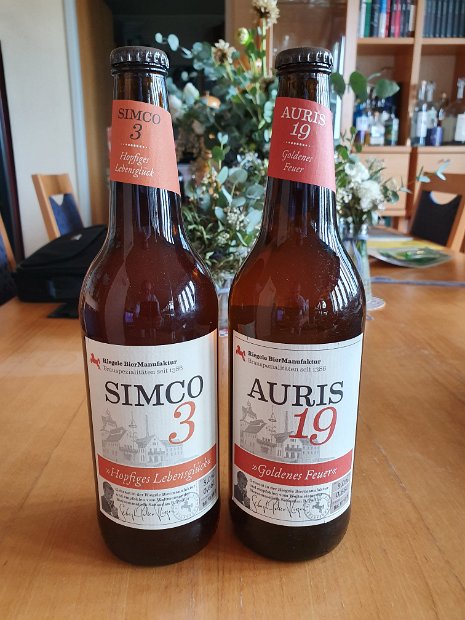 SIMCO
3
Hopfiges
Lebensglück
Riegele BierManufaktur
Brauspezialitäten seit 1386
SIMCO
3
»Hopfiges Lebensglück«
AURIS
19
Goldenes
Feuer
Riegele BierManufaktur
Brauspezialitäten seit 1386
AURIS
19
»Goldenes Feuer«